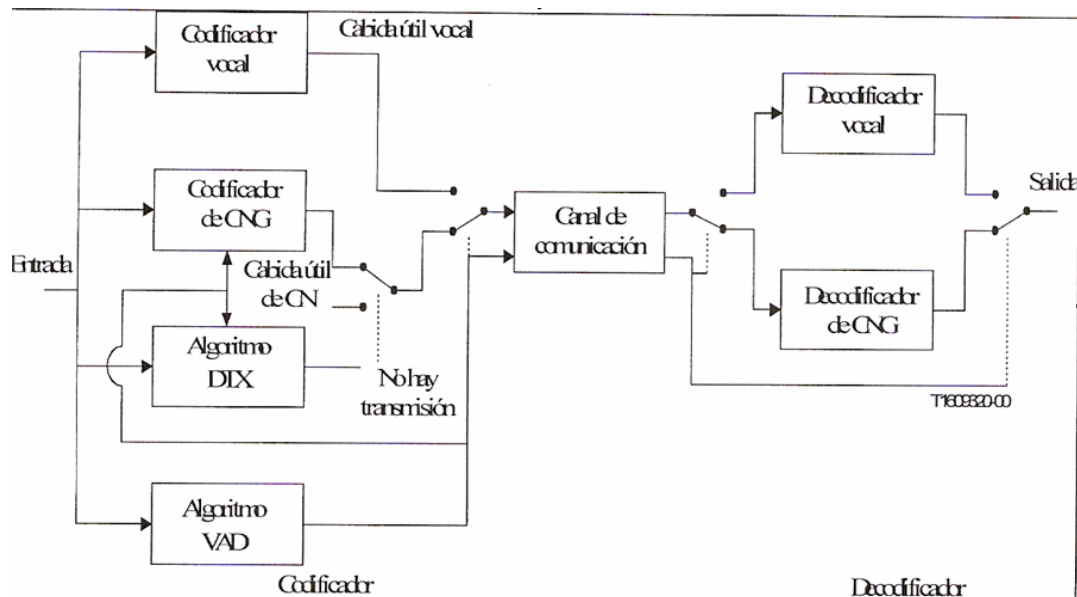 Codificador
vocal
Cabida útil vocal
Codificador
de CNG
Entrada
Cabida útil
de CN
Algoritmo
DTX
No hay
transmisión
Algoritmo
VAD
Codificador
Canal de
comunicación
Decodificador
vocal
Salida
Decodificador
de CNG
T1609320-00
Decodificador